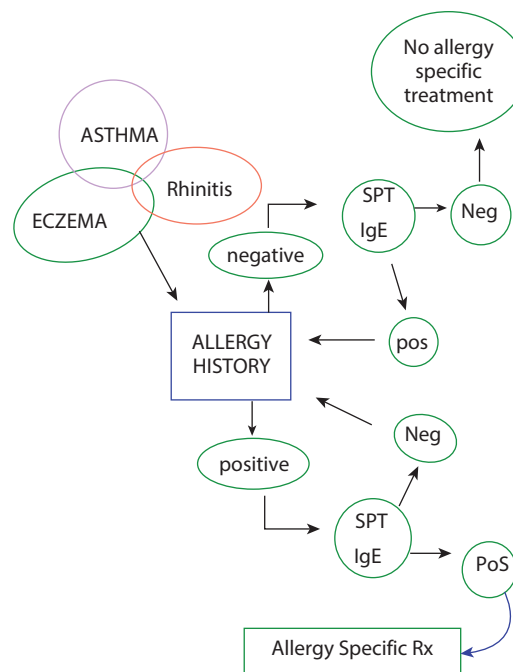 No allergy
specific
treatment
ASTHMA
Rhinitis
ECZEMA
SPT
IgE
Neg
negative
ALLERGY
HISTORY
pos
Neg
positive
SPT
IgE
PoS
Allergy Specific Rx